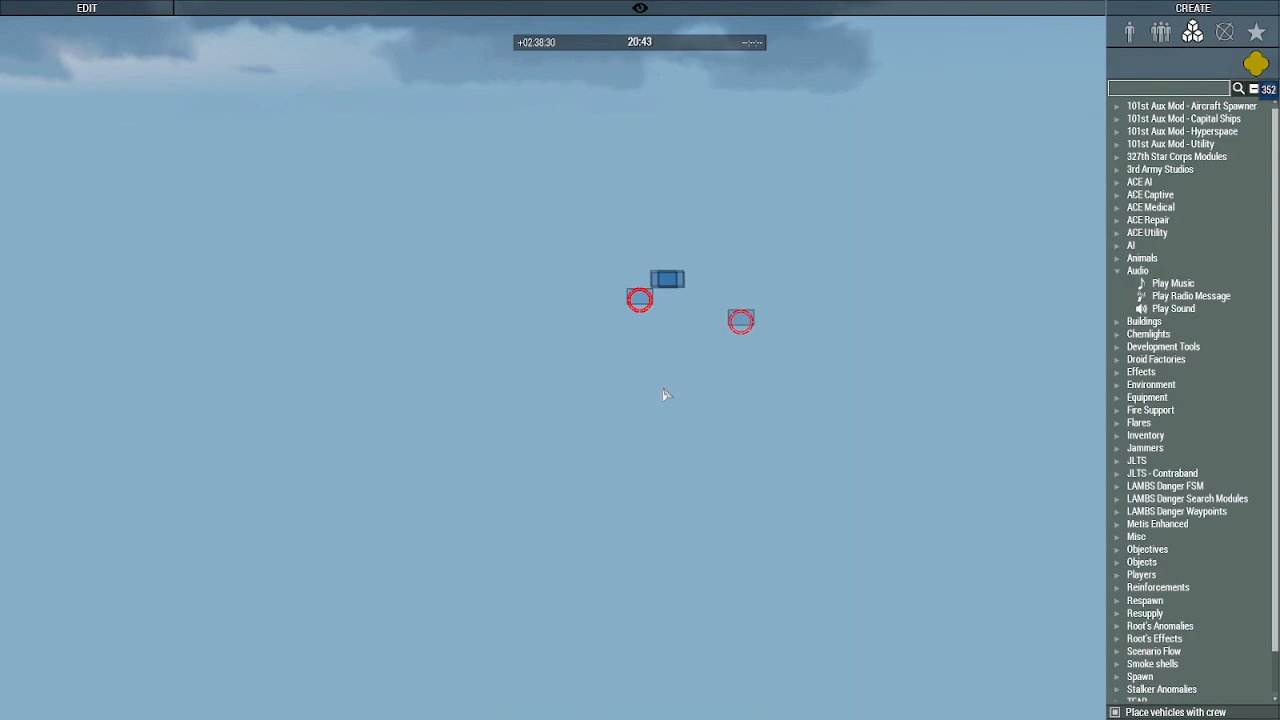 EDIT
CREATE
+02:38:30
20:43
--:--:--
352
101st Aux Mod - Aircraft Spawner
101st Aux Mod - Capital Ships
101st Aux Mod - Hyperspace
101st Aux Mod - Utility
327th Star Corps Modules
3rd Army Studios
ACE AI
ACE Captive
ACE Medical
ACE Repair
ACE Utility
AI
Animals
Audio
Play Music
Play Radio Message
Play Sound
Buildings
Chemlights
Development Tools
Droid Factories
Effects
Environment
Equipment
Fire Support
Flares
Inventory
Jammers
JLTS
JLTS - Contraband
LAMBS Danger FSM
LAMBS Danger Search Modules
LAMBS Danger Waypoints
Metis Enhanced
Misc
Objectives
Objects
Players
Reinforcements
Respawn
Resupply
Root's Anomalies
Root's Effects
Scenario Flow
Smoke shells
Spawn
Stalker Anomalies
Place vehicles with crew